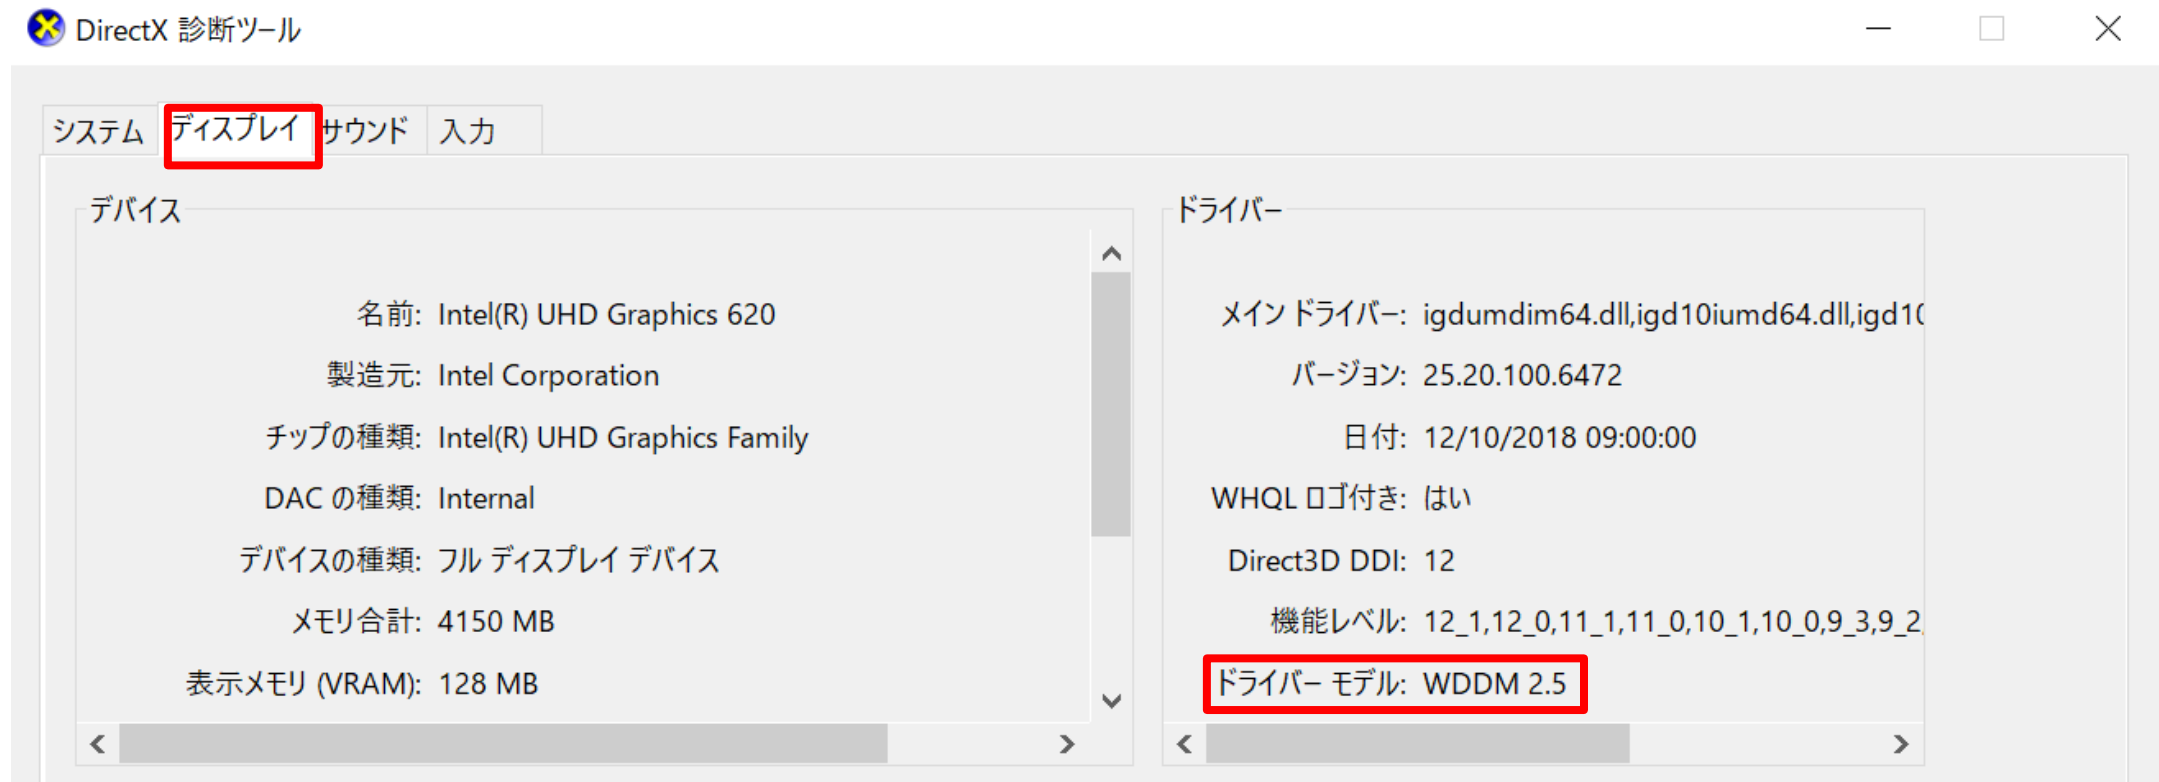 DirectX 診断ツール
システム ディスプレイ サウンド 入力
デバイス
名前: Intel(R) UHD Graphics 620
製造元: Intel Corporation
チップの種類: Intel(R) UHD Graphics Family
DAC の種類: Internal
デバイスの種類: フル ディスプレイ デバイス
メモリ合計: 4150 MB
表示メモリ (VRAM): 128 MB
ドライバー
メイン ドライバー: igdumdim64.dll,igd10iumd64.dll,igd10
バージョン: 25.20.100.6472
日付: 12/10/2018 09:00:00
WHQL ロゴ付き: はい
Direct3D DDI: 12
機能レベル: 12_1,12_0,11_1,11_0,10_1,10_0,9_3,9_2,
ドライバー モデル: WDDM 2.5